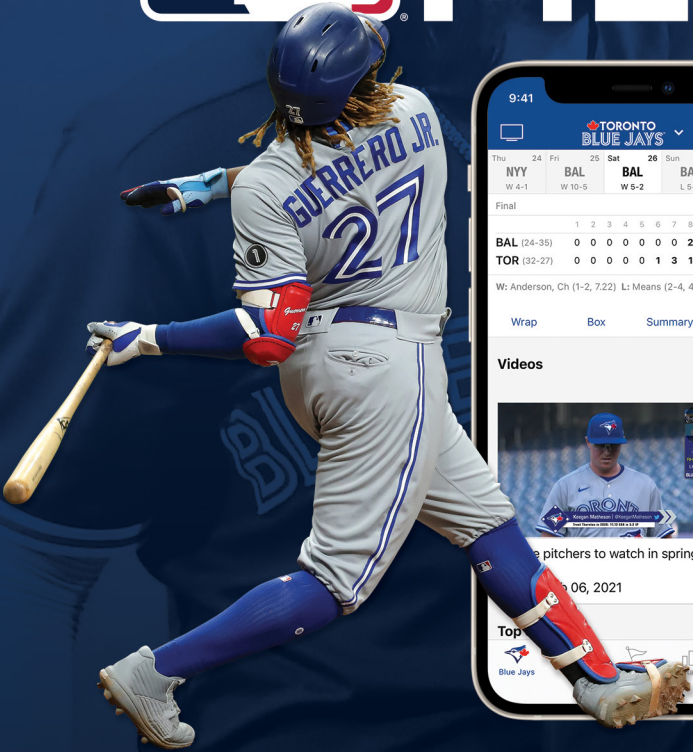 GUERRERO JR.
27
1
27
9:41
TORONTO
BLUE JAYS
Thu 24 Fri 25 Sat 26 Sun
NYY BAL BAL
W 4-1 W 10-5 W 5-2
Final
1 2 3 4 5 6 7 8
BAL (24-35) 0 0 0 0 0 0 0 2
TOR (32-27) 0 0 0 0 0 1 3 1
W: Anderson, Ch (1-2, 7.22) L: Means (2-4,
Wrap Box Summary
Videos
Keegan Matheson | @KeeganMatheson
pitchers to watch in spring
06, 2021
Top
Blue Jays